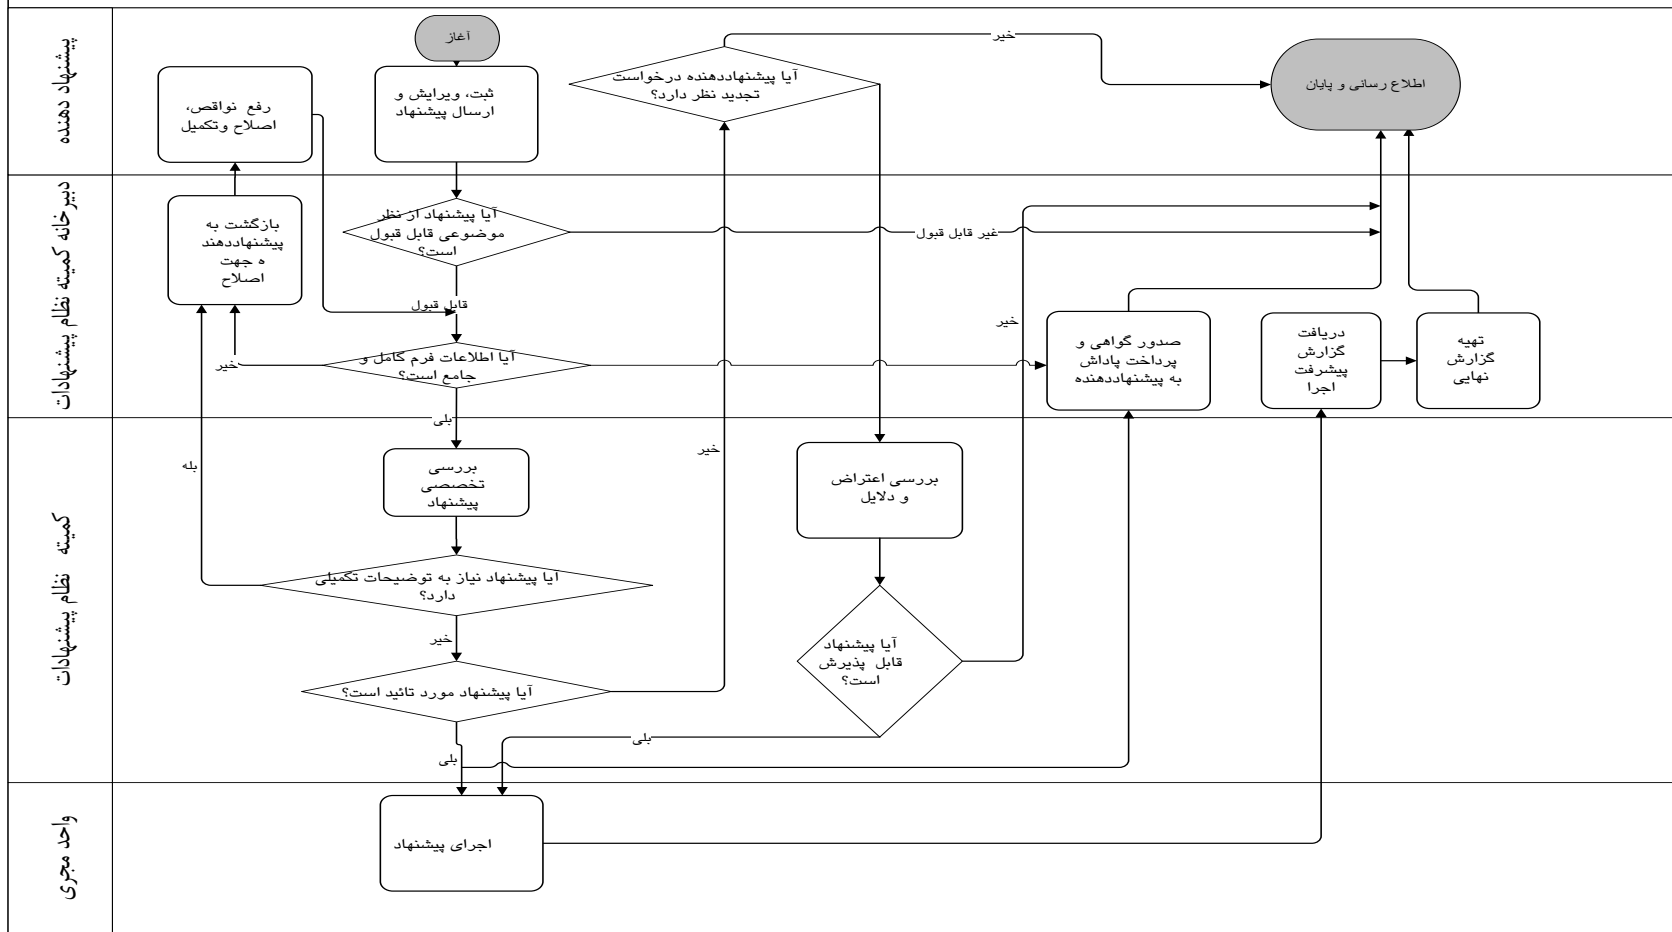 پیشنهاد دهنده
آغاز
ثبت، ویرایش و
ارسال پیشنهاد
رفع نواقص،
اصلاح وتکمیل
آیا پیشنهاددهنده درخواست
تجدید نظر دارد؟
خیر
اطلاع رسانی و پایان
دبیرخانه کمیته نظام پیشنهادات
بازگشت به
پیشنهاددهند
ه جهت
اصلاح
آیا پیشنهاد از نظر
موضوعی قابل قبول
است؟
غیر قابل قبول
قابل قبول
آیا اطلاعات فرم کامل و
جامع است؟
خیر
خیر
صدور گواهی و
پرداخت پاداش
به پیشنهاددهنده
دریافت
گزارش
پیشرفت
اجرا
تهیه
گزارش
نهایی
کمیته نظام پیشنهادات
بلی
بررسی
تخصصی
پیشنهاد
بله
خیر
بررسی اعتراض
و دلایل
آیا پیشنهاد نیاز به توضیحات تکمیلی
دارد؟
خیر
آیا پیشنهاد مورد تائید است؟
آیا پیشنهاد
قابل پذیرش
است؟
بلی
بلی
واحد مجری
اجرای پیشنهاد